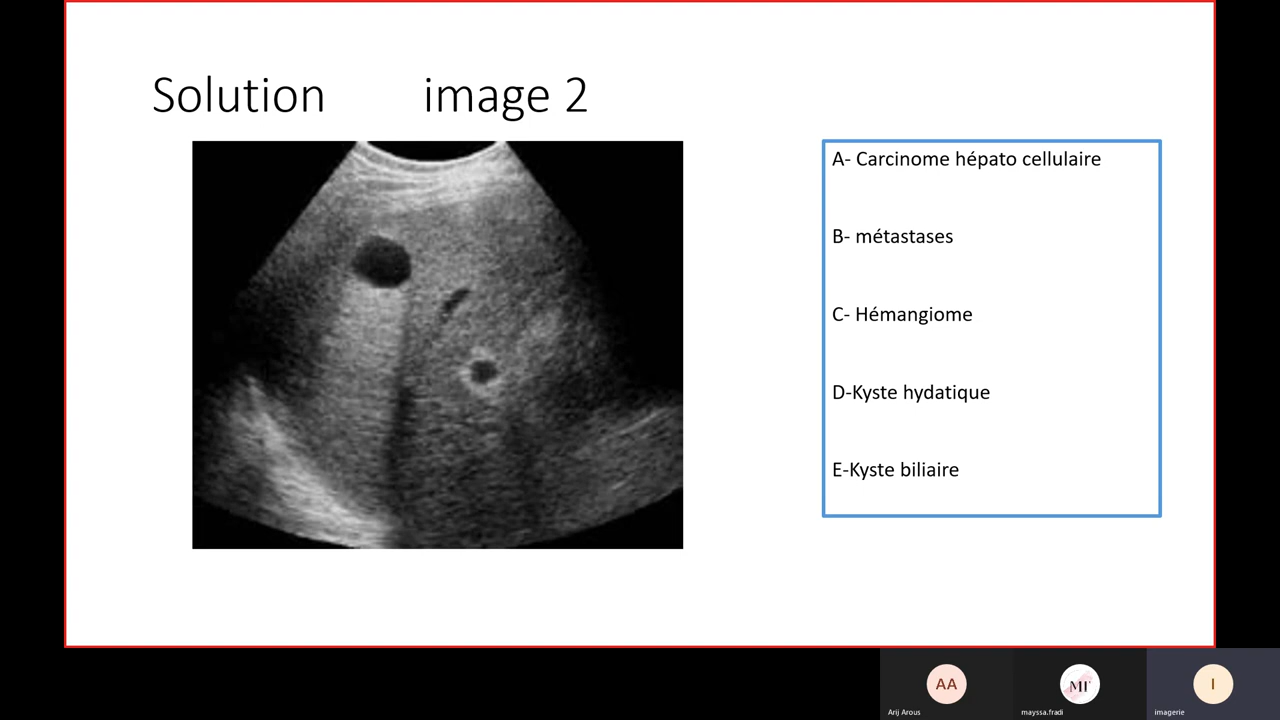 Solution image 2
A- Carcinome hépato cellulaire
B- métastases
C- Hémangiome
D-Kyste hydatique
E-Kyste biliaire
AA
MF
I
Arij Arous
mayssa.fradi
imagerie